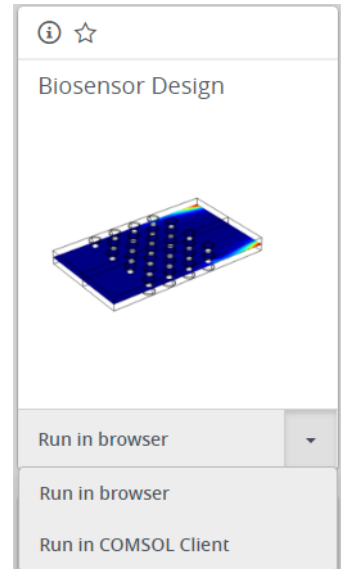 Biosensor Design
Run in browser
Run in browser
Run in COMSOL Client